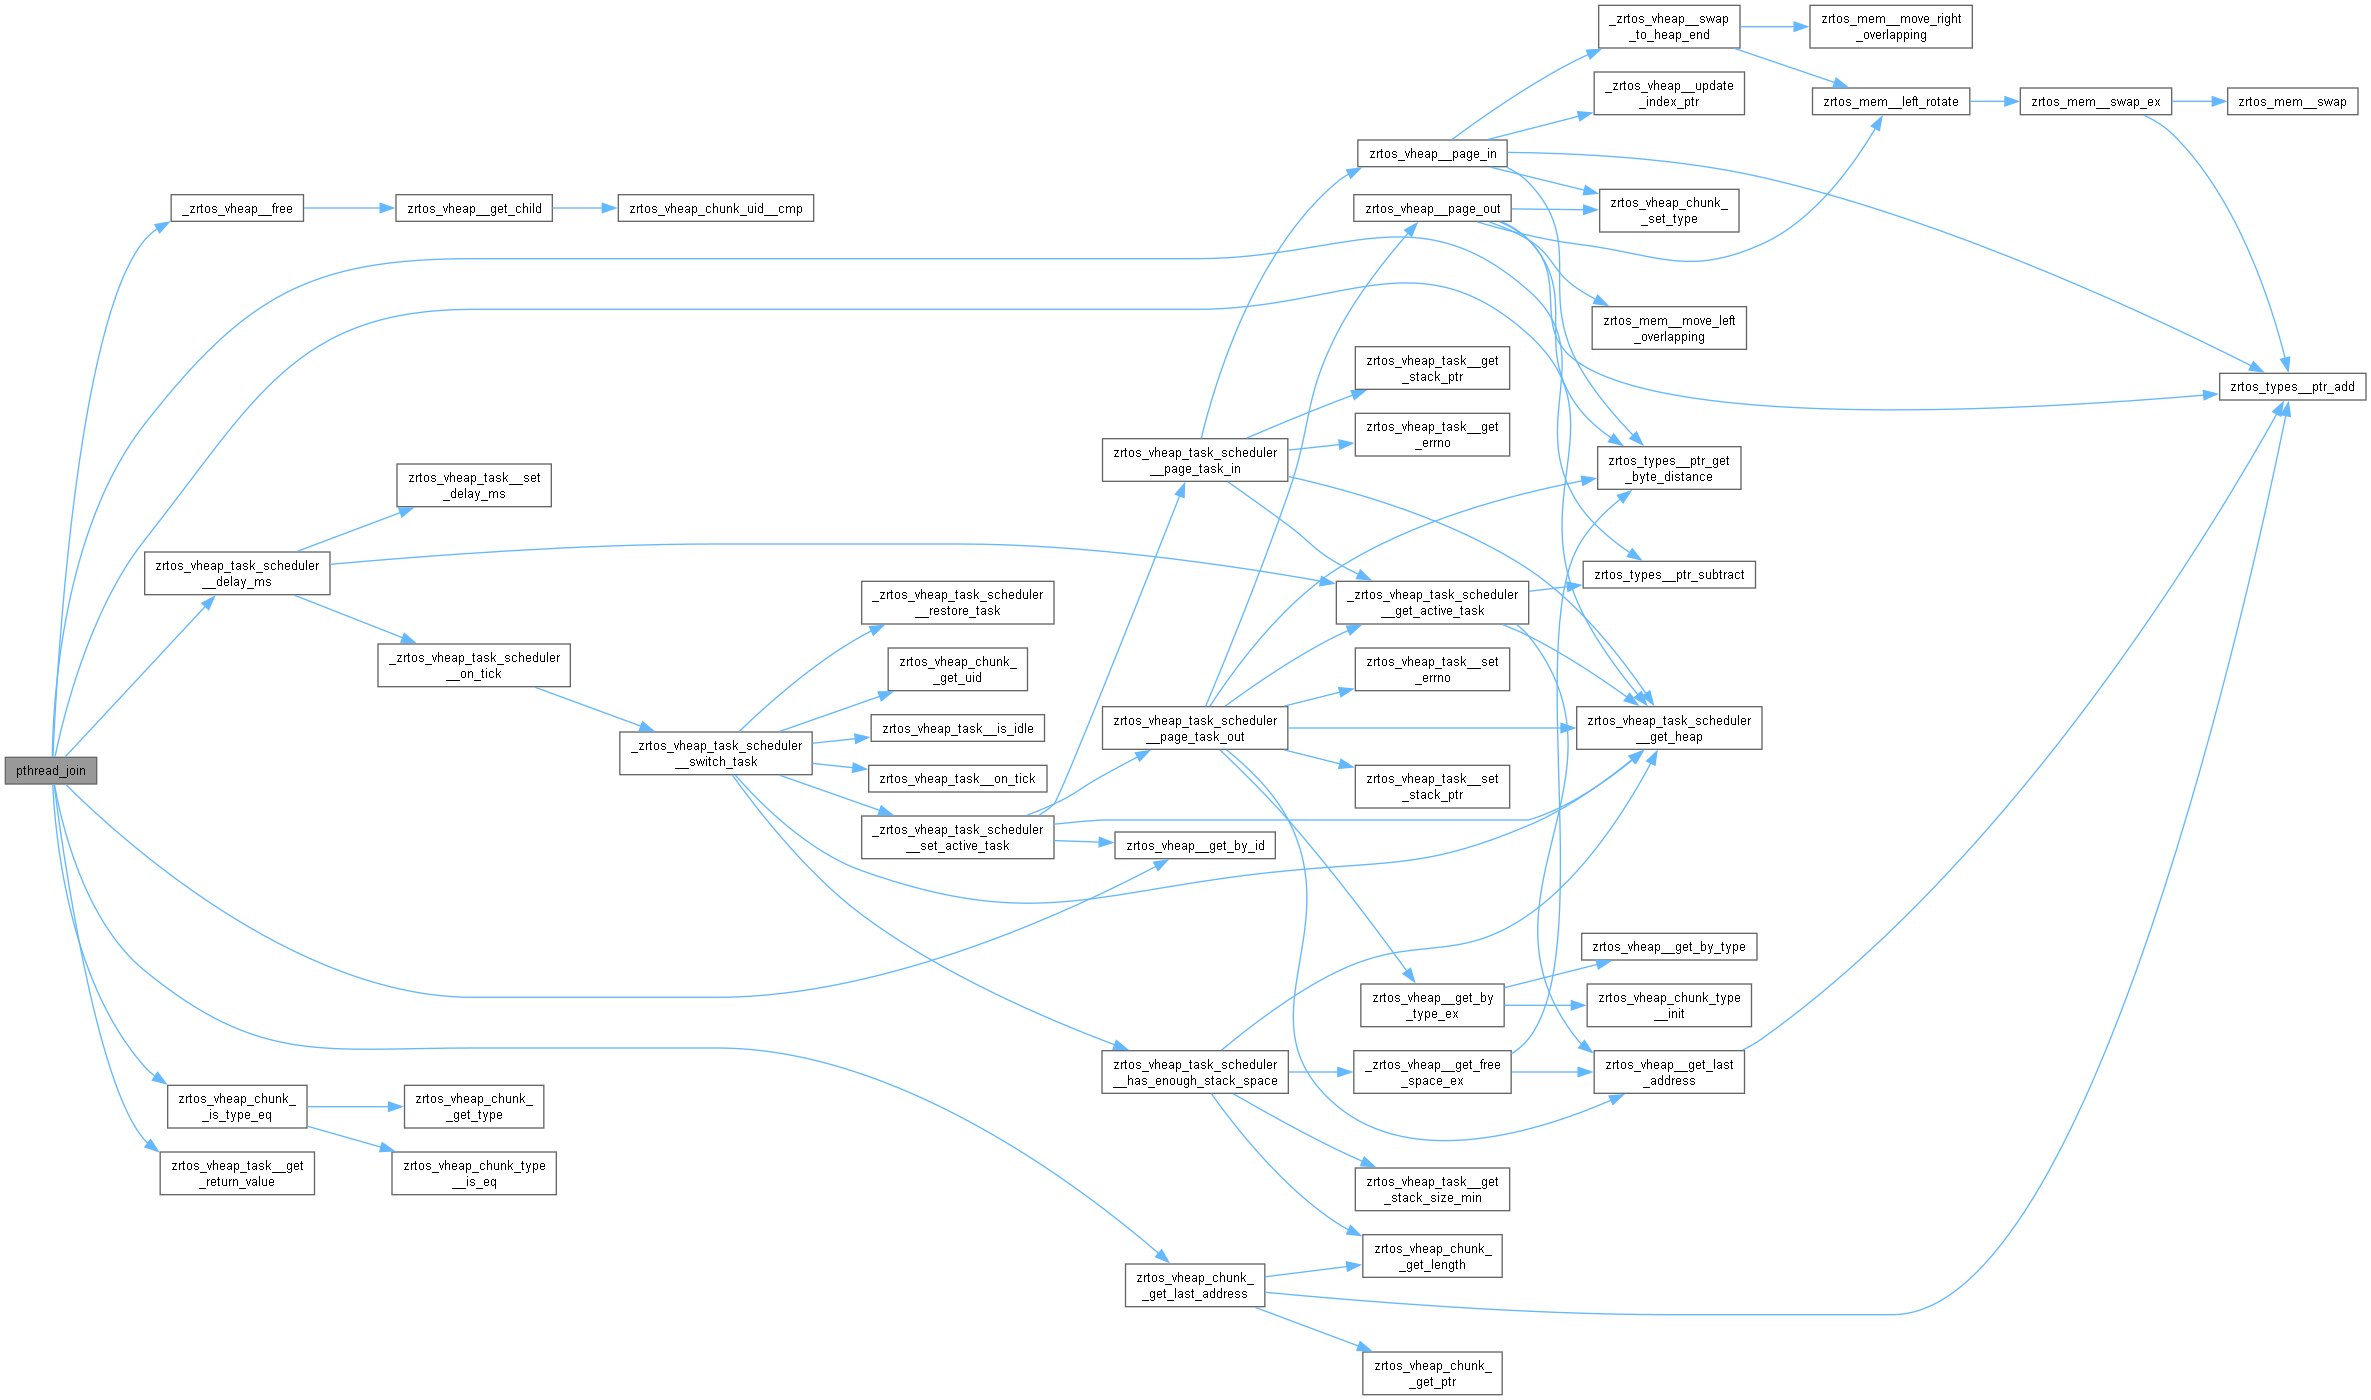 pthread_join
_zrtos_vheap__free
zrtos_vheap__get_child
zrtos_vheap_chunk_uid__cmp
zrtos_vheap_task_scheduler
__delay_ms
zrtos_vheap_task__set
_delay_ms
_zrtos_vheap_task_scheduler
__on_tick
_zrtos_vheap_task_scheduler
__switch_task
_zrtos_vheap_task_scheduler
__restore_task
zrtos_vheap_chunk_
_get_uid
zrtos_vheap_task__is_idle
zrtos_vheap_task__on_tick
_zrtos_vheap_task_scheduler
__set_active_task
zrtos_vheap__get_by_id
zrtos_vheap_task_scheduler
__page_task_in
zrtos_vheap_task_scheduler
__page_task_out
zrtos_vheap_task_scheduler
__has_enough_stack_space
zrtos_vheap_chunk_
_get_last_address
zrtos_vheap_chunk_
_is_type_eq
zrtos_vheap_chunk_
_get_type
zrtos_vheap_chunk_type
__is_eq
zrtos_vheap_task__get
_return_value
zrtos_vheap__page_in
zrtos_vheap__page_out
zrtos_vheap_task__get
_stack_ptr
zrtos_vheap_task__get
_errno
_zrtos_vheap_task_scheduler
__get_active_task
zrtos_vheap_task__set
_errno
zrtos_vheap_task__set
_stack_ptr
zrtos_vheap__get_by
_type_ex
_zrtos_vheap__get_free
_space_ex
zrtos_vheap_task__get
_stack_size_min
zrtos_vheap_chunk_
_get_length
zrtos_vheap_chunk_
_get_ptr
_zrtos_vheap__swap
_to_heap_end
_zrtos_vheap__update
_index_ptr
zrtos_vheap_chunk_
_set_type
zrtos_mem__move_left
_overlapping
zrtos_types__ptr_get
_byte_distance
zrtos_types__ptr_subtract
zrtos_vheap_task_scheduler
__get_heap
zrtos_vheap__get_by_type
zrtos_vheap_chunk_type
__init
zrtos_vheap__get_last
_address
zrtos_mem__move_right
_overlapping
zrtos_mem__left_rotate
zrtos_mem__swap_ex
zrtos_mem__swap
zrtos_types__ptr_add